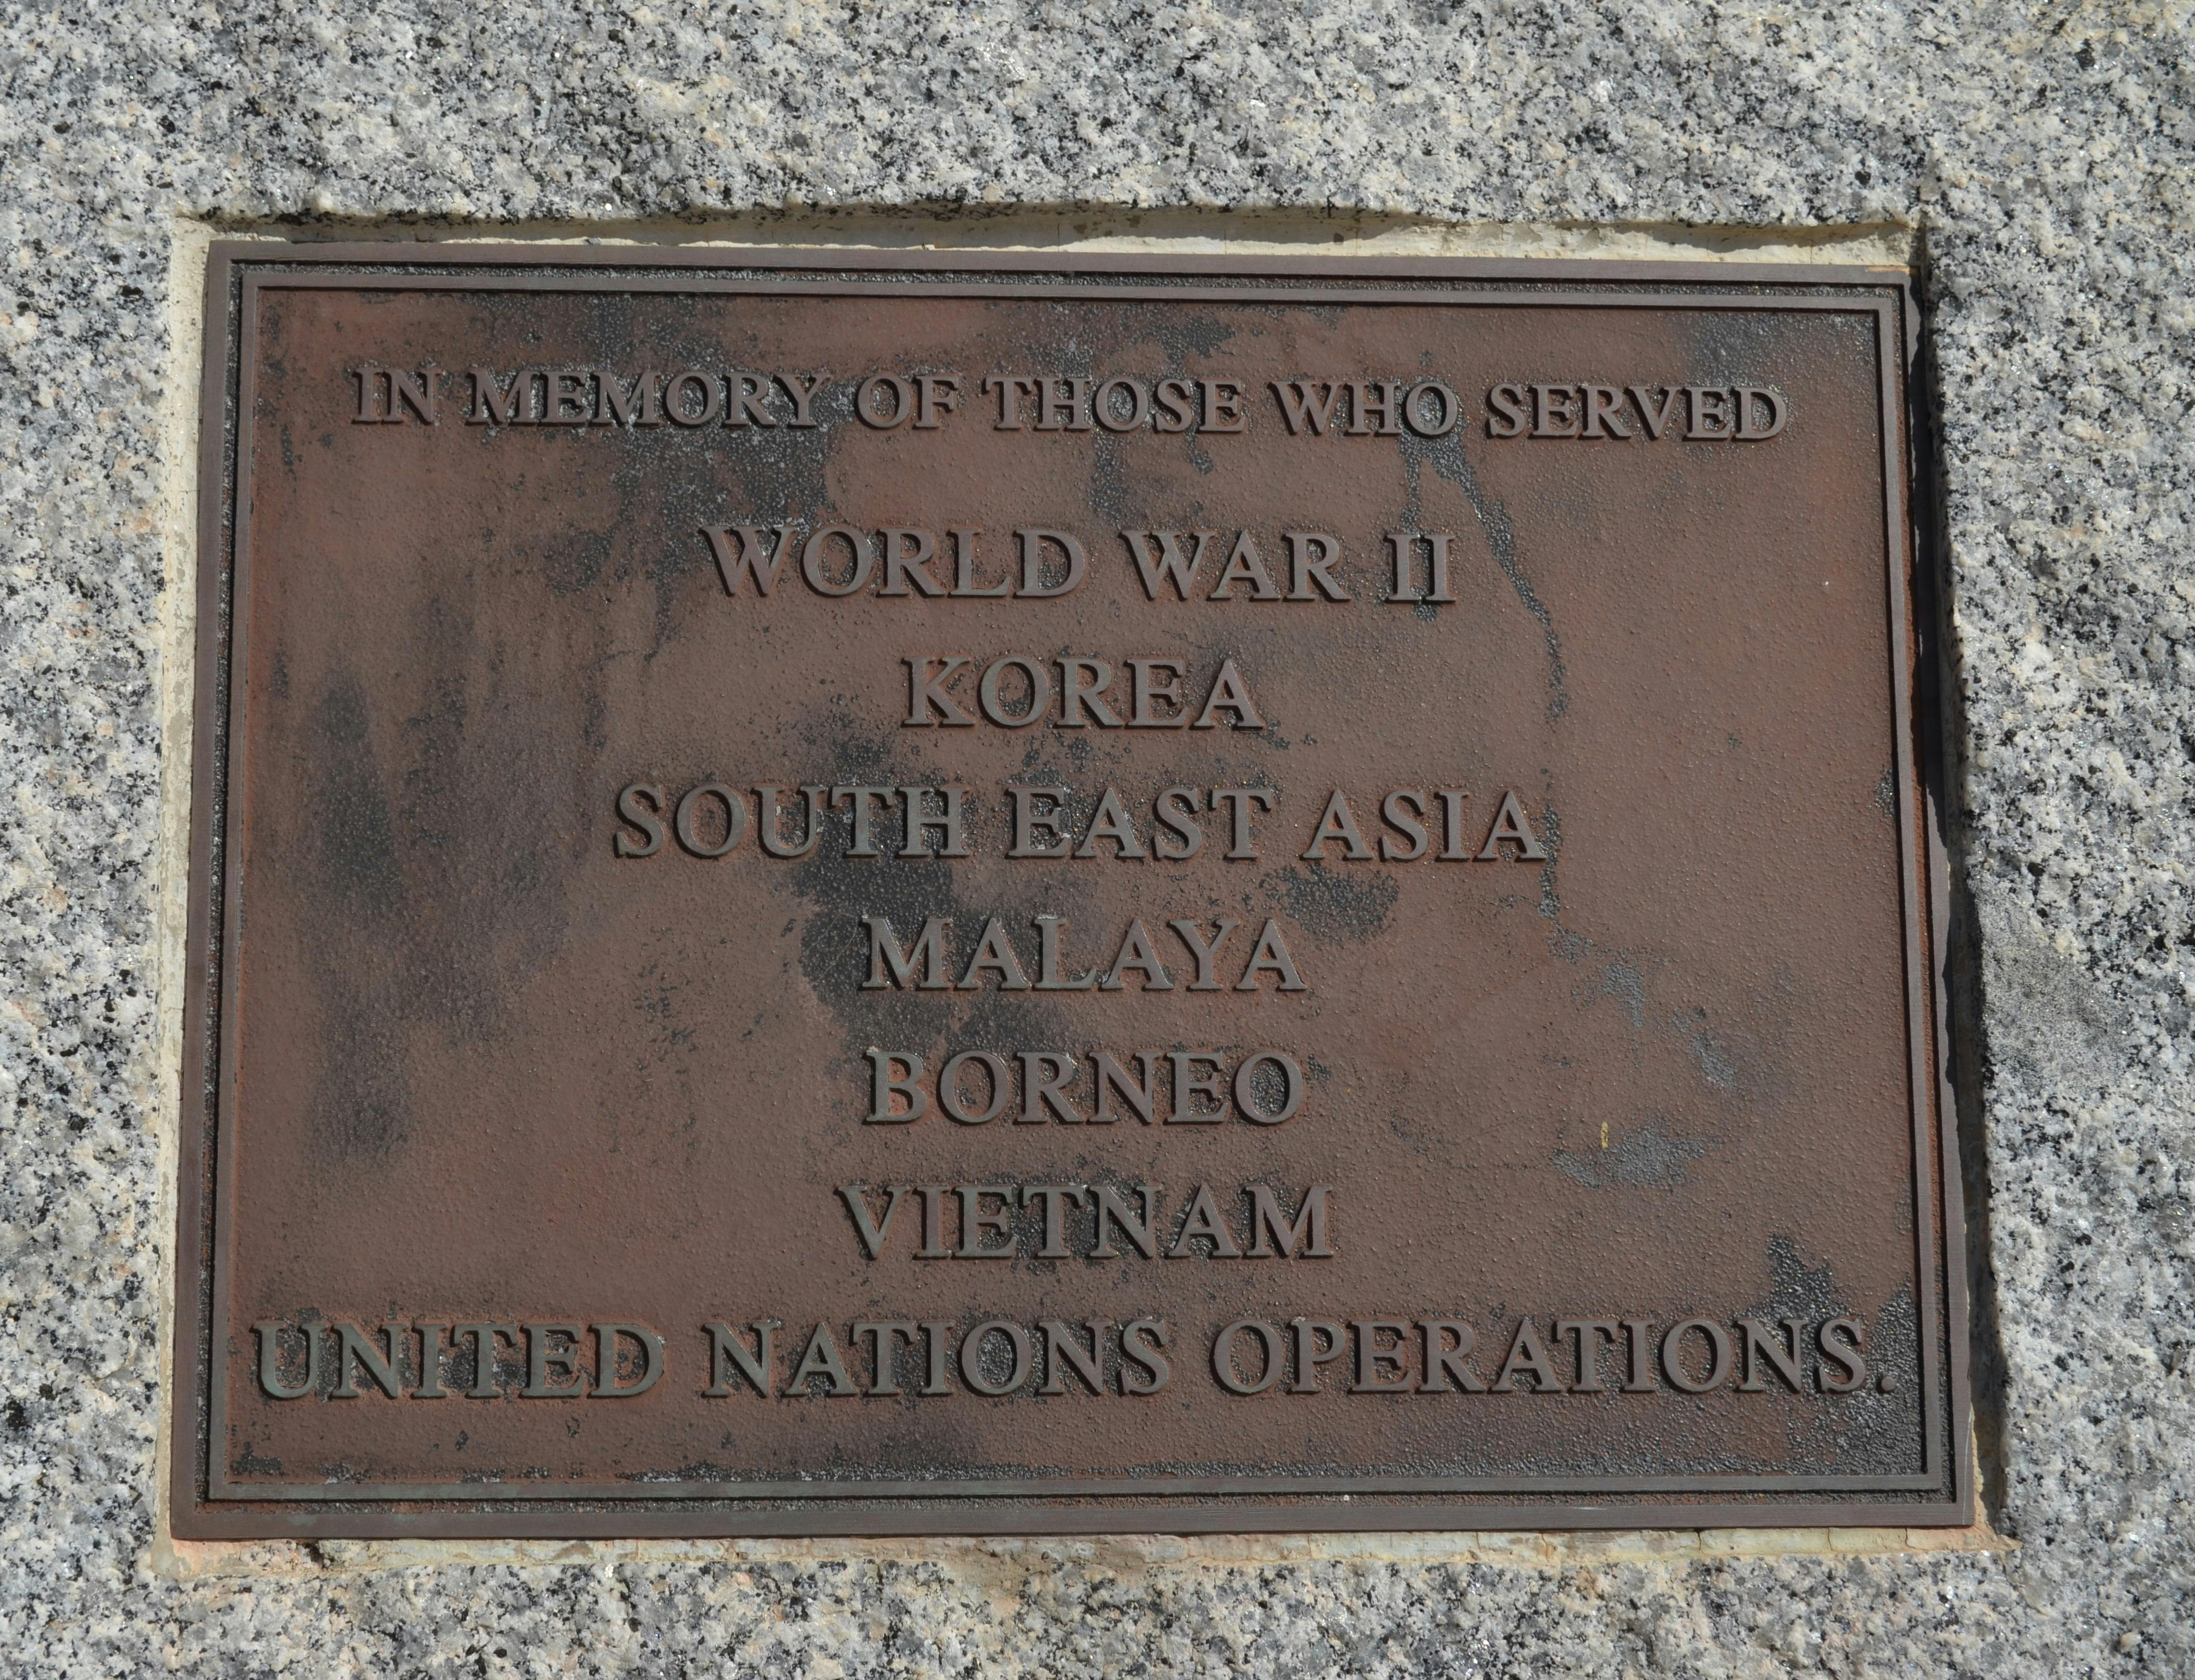 IN MEMORY OF THOSE WHO SERVED
WORLD WAR II
KOREA
SOUTH EAST ASIA
MALAYA
BORNEO
VIETNAM
UNITED NATIONS OPERATIONS.